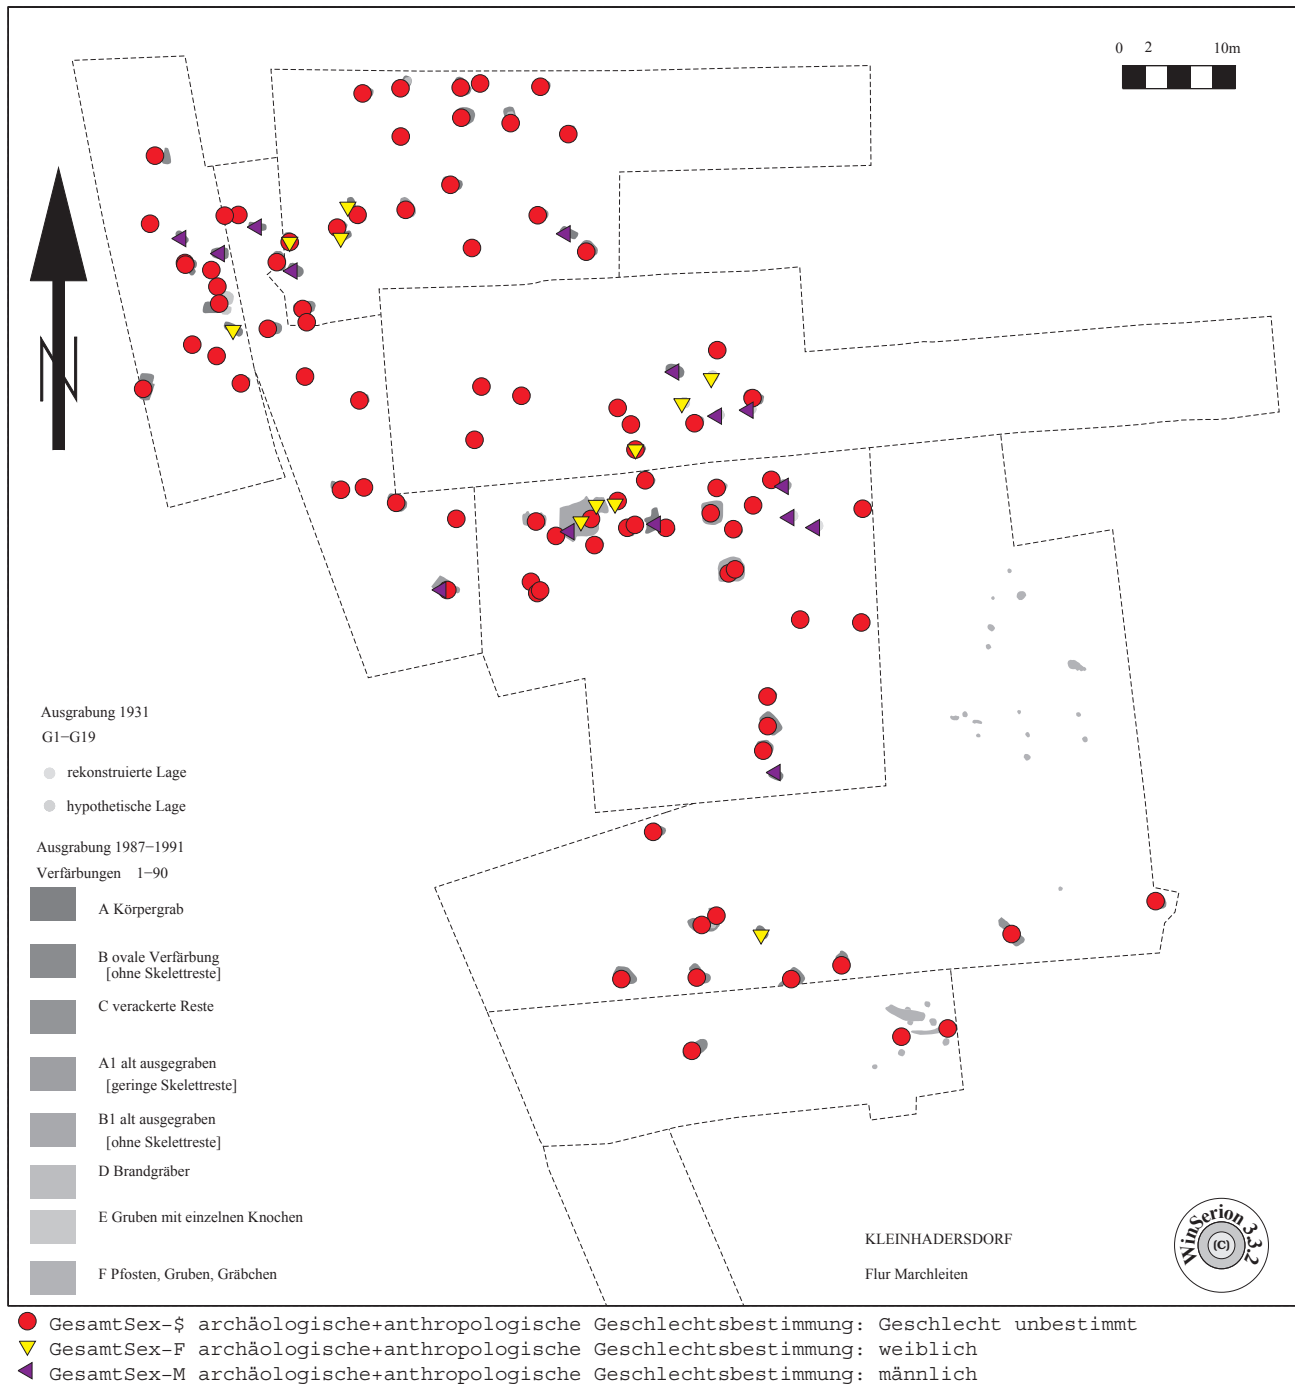 0 2 10m
N
Ausgrabung 1931
G1−G19
rekonstruierte Lage
hypothetische Lage
Ausgrabung 1987−1991
Verfärbungen 1−90
A Körpergrab
B ovale Verfärbung
[ohne Skelettreste]
C verackerte Reste
A1 alt ausgegraben
[geringe Skelettreste]
B1 alt ausgegraben
[ohne Skelettreste]
D Brandgräber
E Gruben mit einzelnen Knochen
F Pfosten, Gruben, Gräbchen
KLEINHADERSDORF
Flur Marchleiten
WinSerion 3.3.2
(C)
GesamtSex-$ archäologische+anthropologische Geschlechtsbestimmung: Geschlecht unbestimmt
GesamtSex-F archäologische+anthropologische Geschlechtsbestimmung: weiblich
GesamtSex-M archäologische+anthropologische Geschlechtsbestimmung: männlich